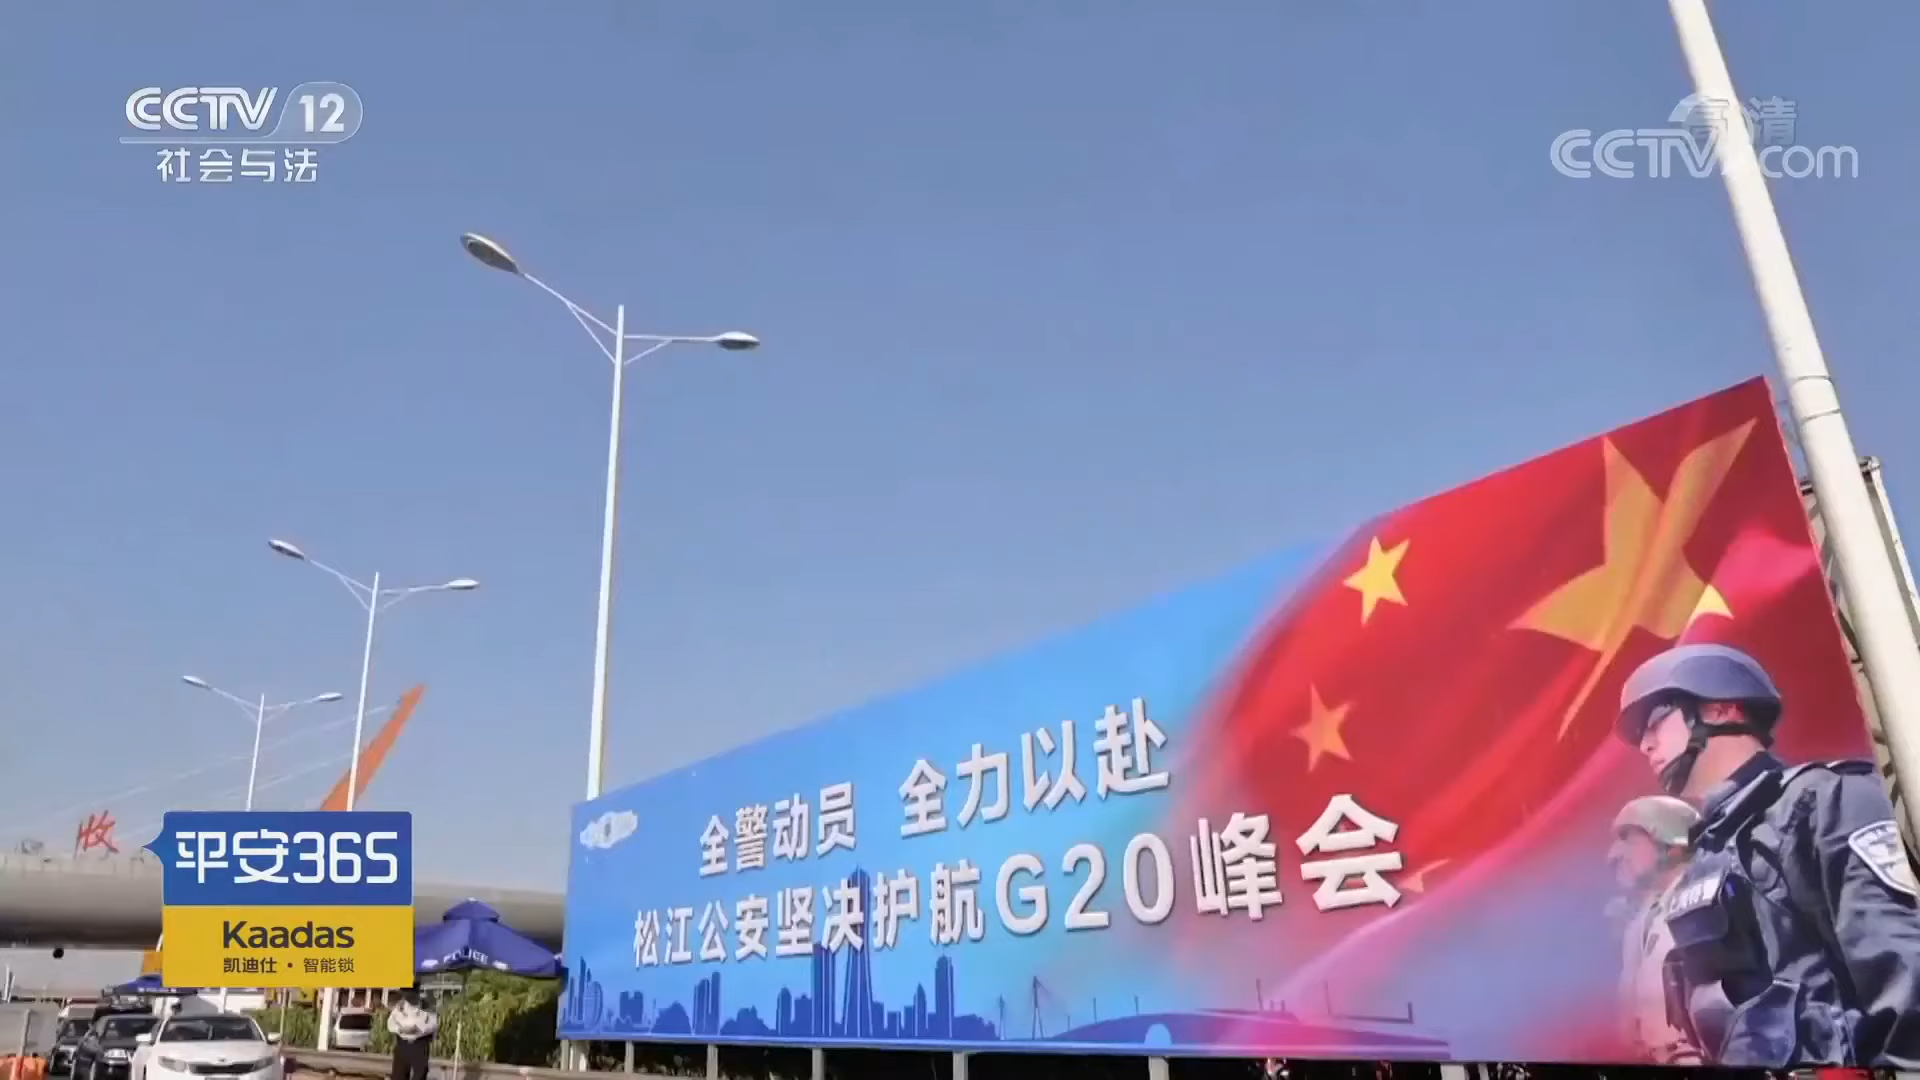 CCTV 12
社会与法
高清
CCTV.com
全警动员 全力以赴
松江公安坚决护航G20峰会
收
平安365
Kaadas
凯迪仕·智能锁
POLICE